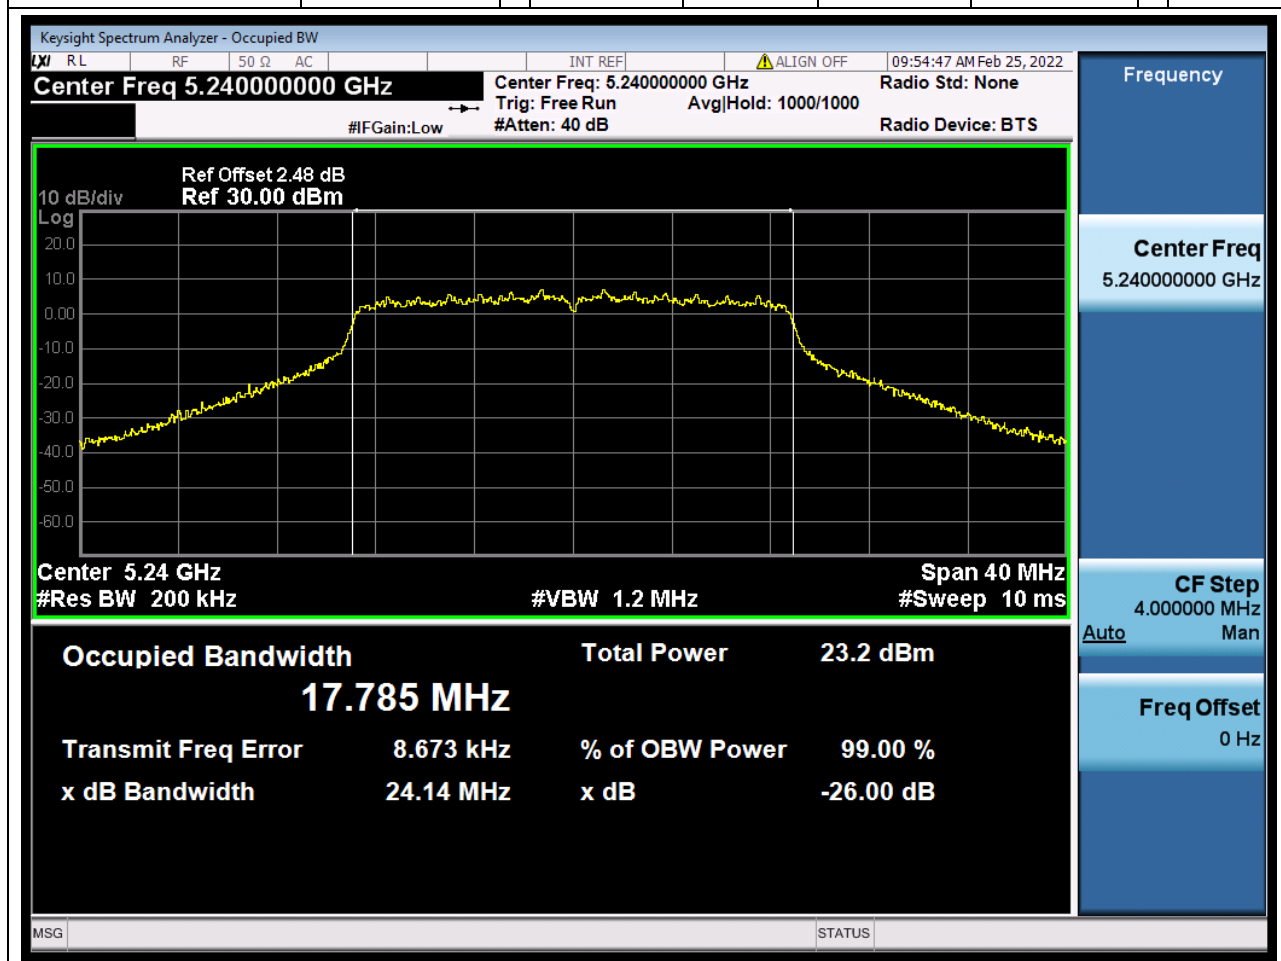 Keysight Spectrum Analyzer - Occupied BW
LXI RL RF 50 Ω AC INT REF ALIGN OFF 09:54:47 AM Feb 25, 2022
Center Freq 5.240000000 GHz
Center Freq: 5.240000000 GHz
Radio Std: None
Trig: Free Run Avg|Hold: 1000/1000
#IFGain:Low
#Atten: 40 dB
Radio Device: BTS
Ref Offset 2.48 dB
10 dB/div Ref 30.00 dBm
Log
20.0
10.0
0.00
-10.0
-20.0
-30.0
-40.0
-50.0
-60.0
Center 5.24 GHz Span 40 MHz
#Res BW 200 kHz #VBW 1.2 MHz #Sweep 10 ms
Occupied Bandwidth Total Power 23.2 dBm
17.785 MHz
Transmit Freq Error 8.673 kHz % of OBW Power 99.00 %
x dB Bandwidth 24.14 MHz x dB -26.00 dB
Frequency
Center Freq
5.240000000 GHz
CF Step
4.000000 MHz
Auto Man
Freq Offset
0 Hz
MSG STATUS